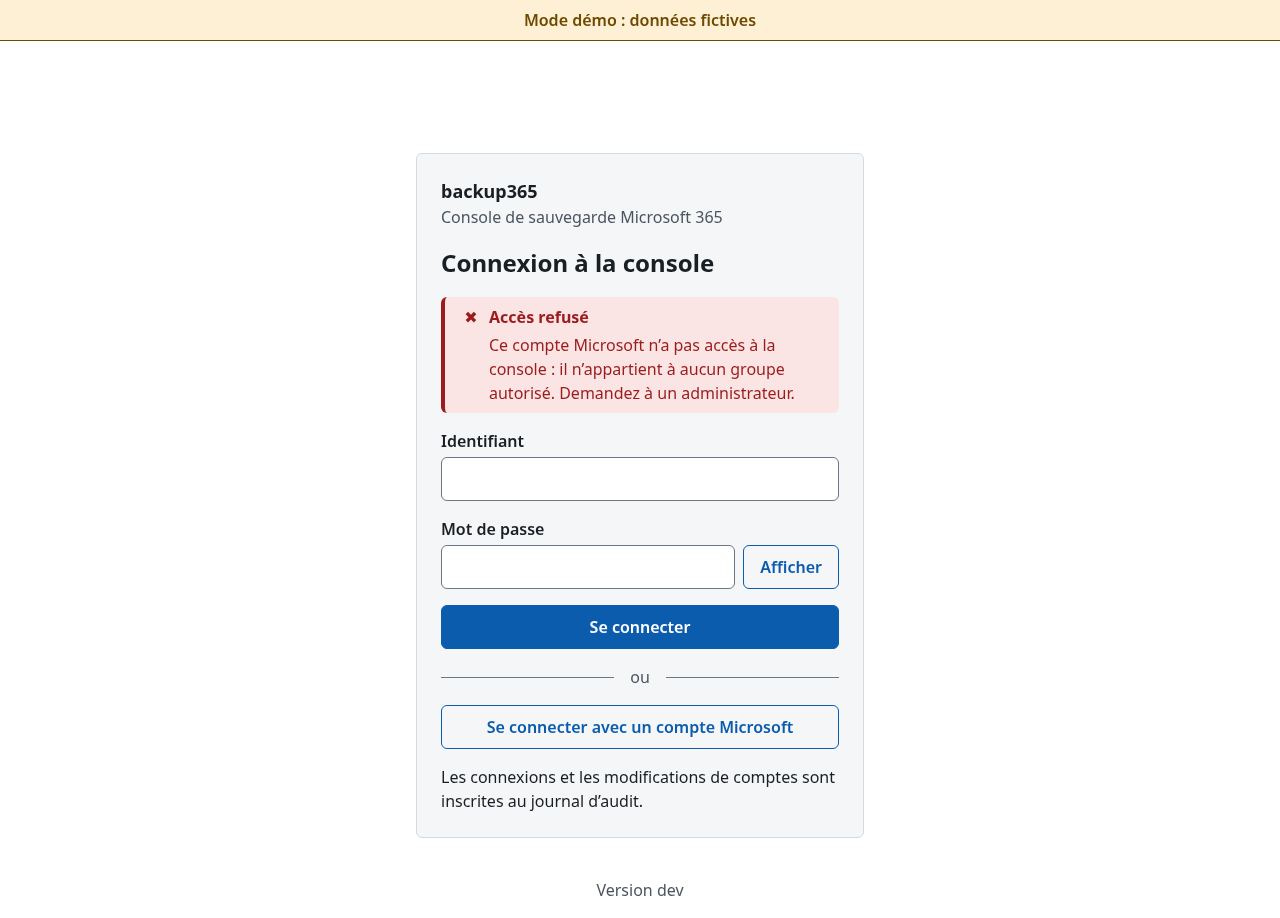 Mode démo : données fictives
backup365
Console de sauvegarde Microsoft 365
Connexion à la console
✖ Accès refusé
Ce compte Microsoft n’a pas accès à la
console : il n’appartient à aucun groupe
autorisé. Demandez à un administrateur.
Identifiant
Mot de passe
Afficher
Se connecter
ou
Se connecter avec un compte Microsoft
Les connexions et les modifications de comptes sont
inscrites au journal d’audit.
Version dev